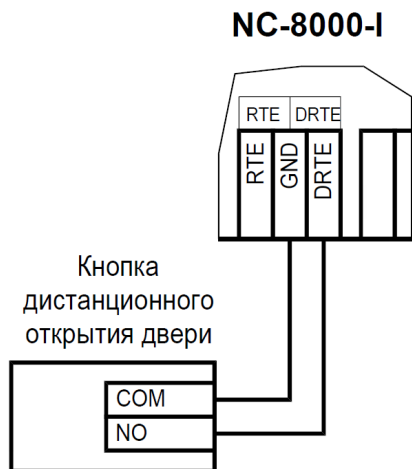 NC-8000-I
RTE DRTE
RTE GND DRTE
Кнопка
дистанционного
открытия двери
COM
NO